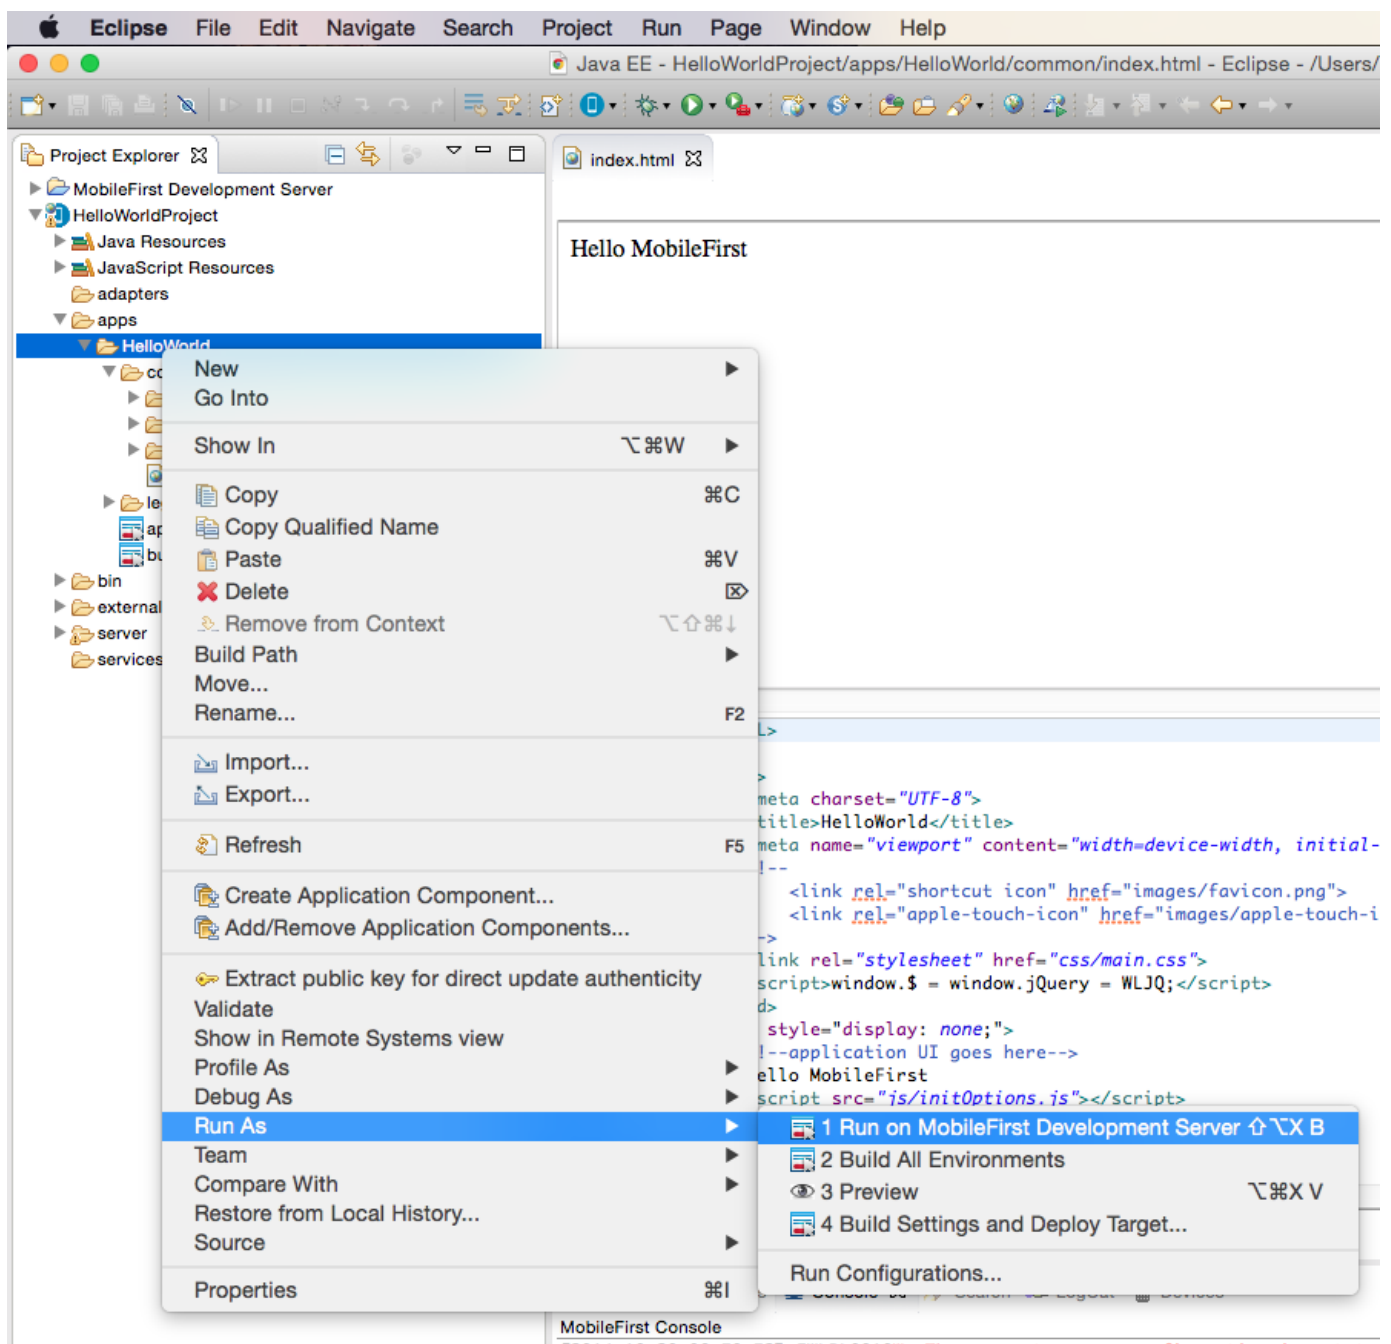 Eclipse File Edit Navigate Search Project Run Page Window Help
Java EE - HelloWorldProject/apps/HelloWorld/common/index.html - Eclipse - /Users/
Project Explorer
MobileFirst Development Server
HelloWorldProject
Java Resources
JavaScript Resources
adapters
apps
HelloWorld
co
le
ap
bu
bin
external
server
services
index.html
Hello MobileFirst
New
Go Into
Show In ⌥⌘W
Copy ⌘C
Copy Qualified Name
Paste ⌘V
Delete ⌦
Remove from Context ⌥⇧⌘↓
Build Path
Move...
Rename... F2
Import...
Export...
Refresh F5
Create Application Component...
Add/Remove Application Components...
Extract public key for direct update authenticity
Validate
Show in Remote Systems view
Profile As
Debug As
Run As
Team
Compare With
Restore from Local History...
Source
Properties ⌘I
L>
>
meta charset="UTF-8">
title>HelloWorld</title>
meta name="viewport" content="width=device-width, initial-
!--
<link rel="shortcut icon" href="images/favicon.png">
<link rel="apple-touch-icon" href="images/apple-touch-i
->
link rel="stylesheet" href="css/main.css">
script>window.$ = window.jQuery = WLJQ;</script>
d>
style="display: none;">
!--application UI goes here-->
ello MobileFirst
script src="js/initOptions.js"></script>
1 Run on MobileFirst Development Server ⇧⌥X B
2 Build All Environments
3 Preview ⌥⌘X V
4 Build Settings and Deploy Target...
Run Configurations...
Console Search LogCat Devices
MobileFirst Console